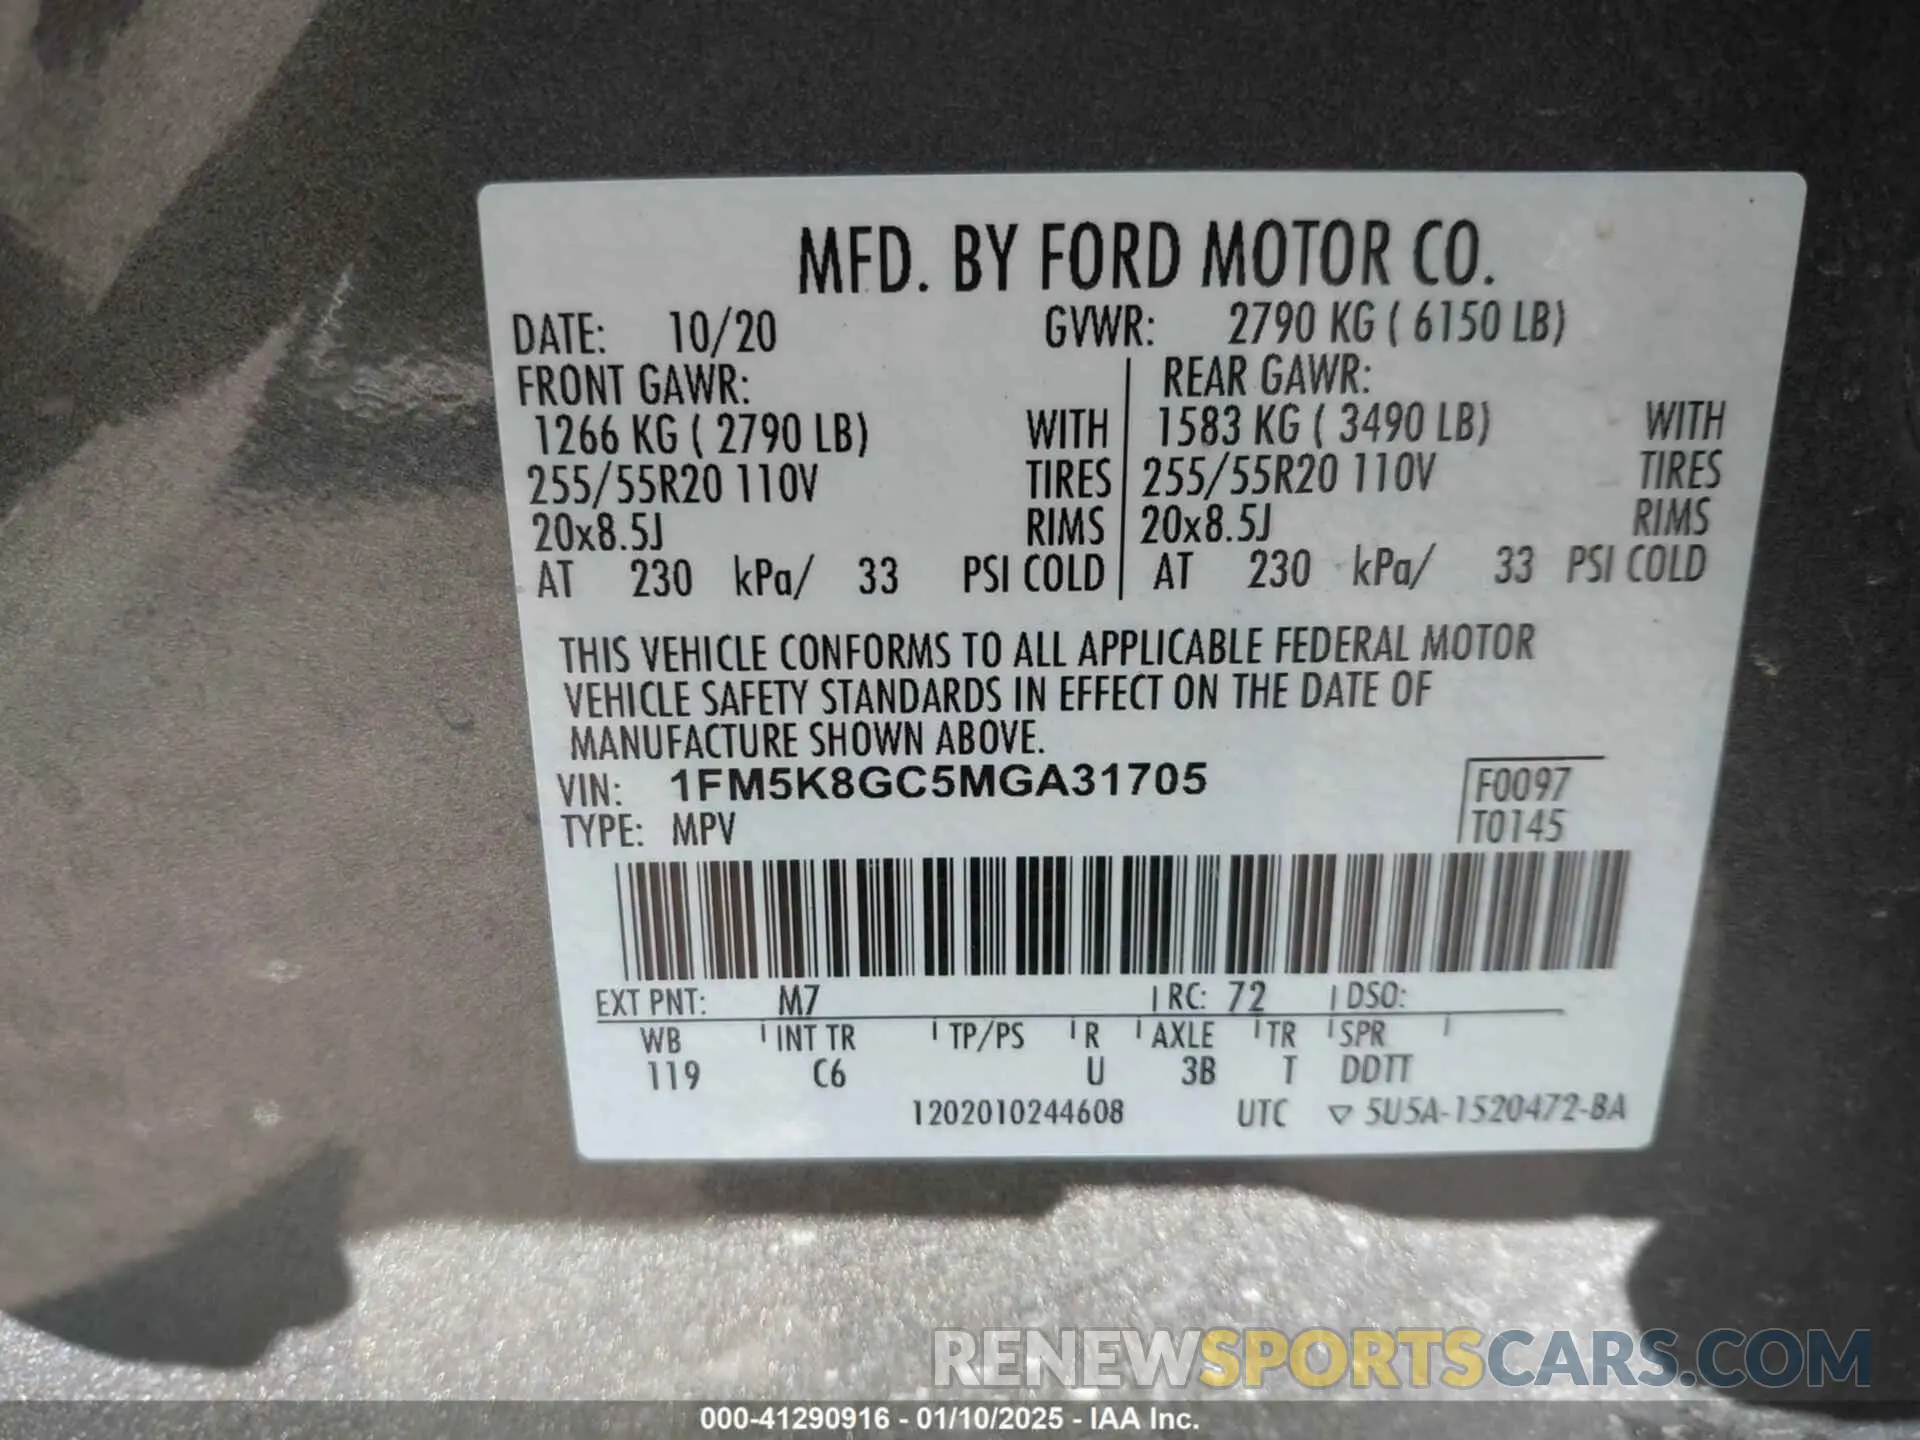 MFD. BY FORD MOTOR CO.
DATE: 10/20 GVWR: 2790 KG ( 6150 LB)
FRONT GAWR: REAR GAWR:
1266 KG ( 2790 LB) WITH 1583 KG ( 3490 LB) WITH
255/55R20 110V TIRES 255/55R20 110V TIRES
20x8.5J RIMS 20x8.5J RIMS
AT 230 kPa/ 33 PSI COLD AT 230 kPa/ 33 PSI COLD
THIS VEHICLE CONFORMS TO ALL APPLICABLE FEDERAL MOTOR
VEHICLE SAFETY STANDARDS IN EFFECT ON THE DATE OF
MANUFACTURE SHOWN ABOVE.
VIN: 1FM5K8GC5MGA31705 F0097
TYPE: MPV T0145
EXT PNT: M7 RC: 72 DSO:
WB INT TR TP/PS R AXLE TR SPR
119 C6 U 3B T DDTT
1202010244608 UTC ▽ 5U5A-1520472-BA
RENEWSPORTSCARS.COM
000-41290916 - 01/10/2025 - IAA Inc.